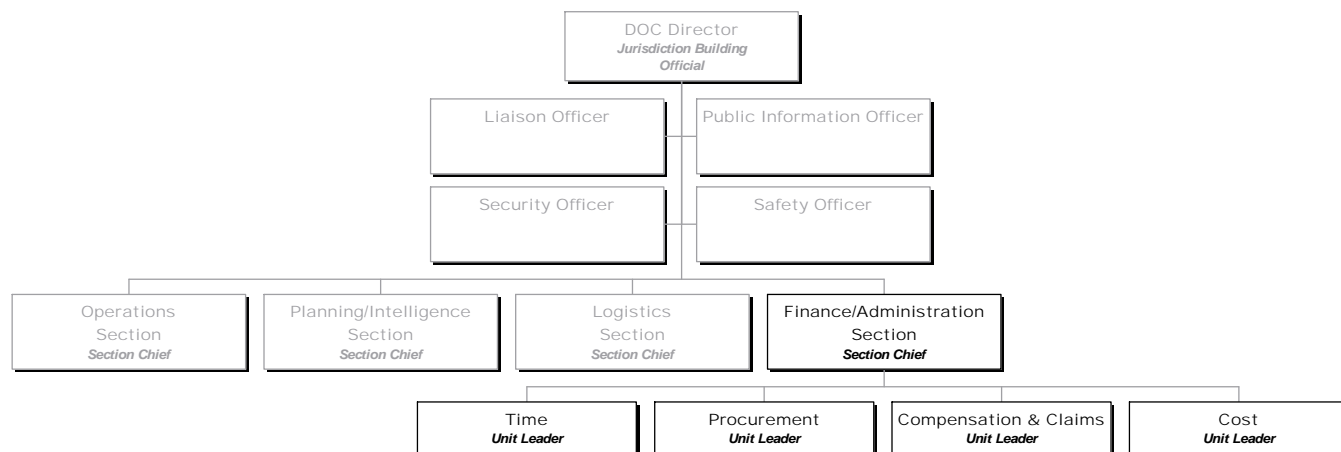 DOC Director
Jurisdiction Building
Official
Liaison Officer
Public Information Officer
Security Officer
Safety Officer
Operations
Section
Section Chief
Planning/Intelligence
Section
Section Chief
Logistics
Section
Section Chief
Finance/Administration
Section
Section Chief
Time
Unit Leader
Procurement
Unit Leader
Compensation & Claims
Unit Leader
Cost
Unit Leader